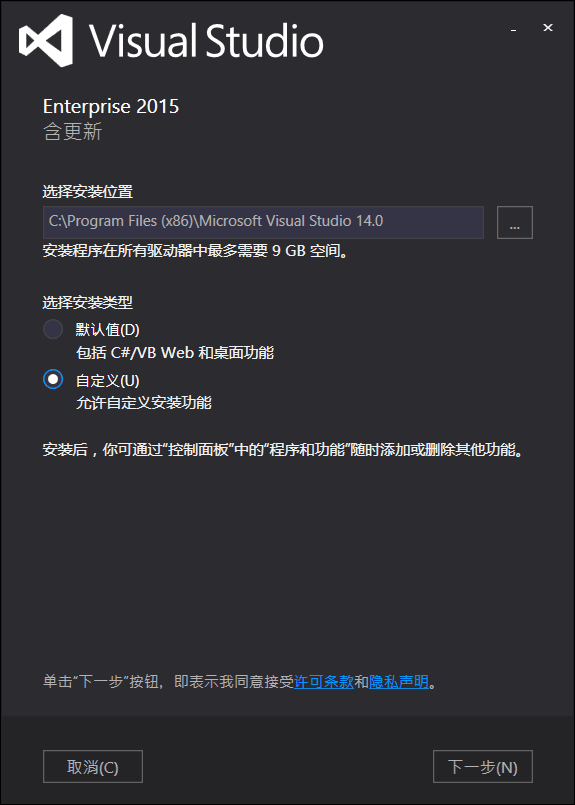 Visual Studio
Enterprise 2015
含更新
选择安装位置
C:\Program Files (x86)\Microsoft Visual Studio 14.0
...
安装程序在所有驱动器中最多需要 9 GB 空间。
选择安装类型
默认值(D)
包括 C#/VB Web 和桌面功能
自定义(U)
允许自定义安装功能
安装后，你可通过“控制面板”中的“程序和功能”随时添加或删除其他功能。
单击“下一步”按钮，即表示我同意接受许可条款和隐私声明。
取消(C)
下一步(N)